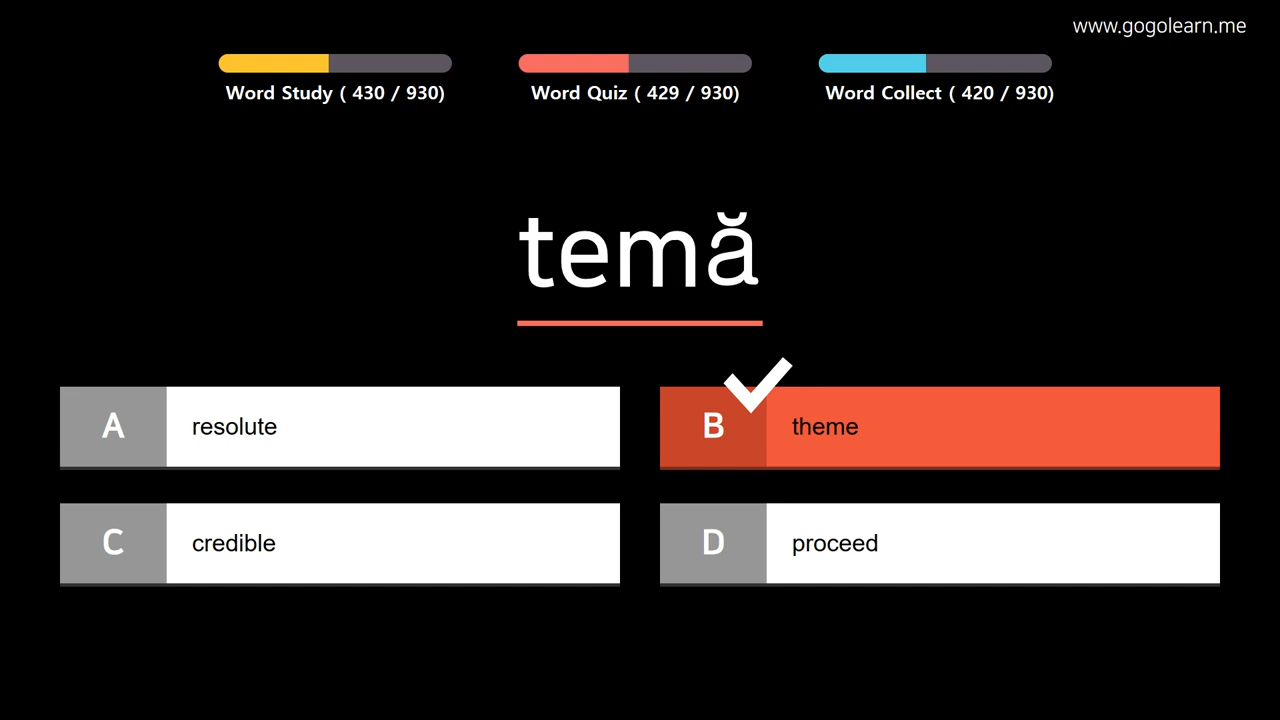 www.gogolearn.me
Word Study ( 430 / 930)
Word Quiz ( 429 / 930)
Word Collect ( 420 / 930)
temă
A resolute
B theme
C credible
D proceed